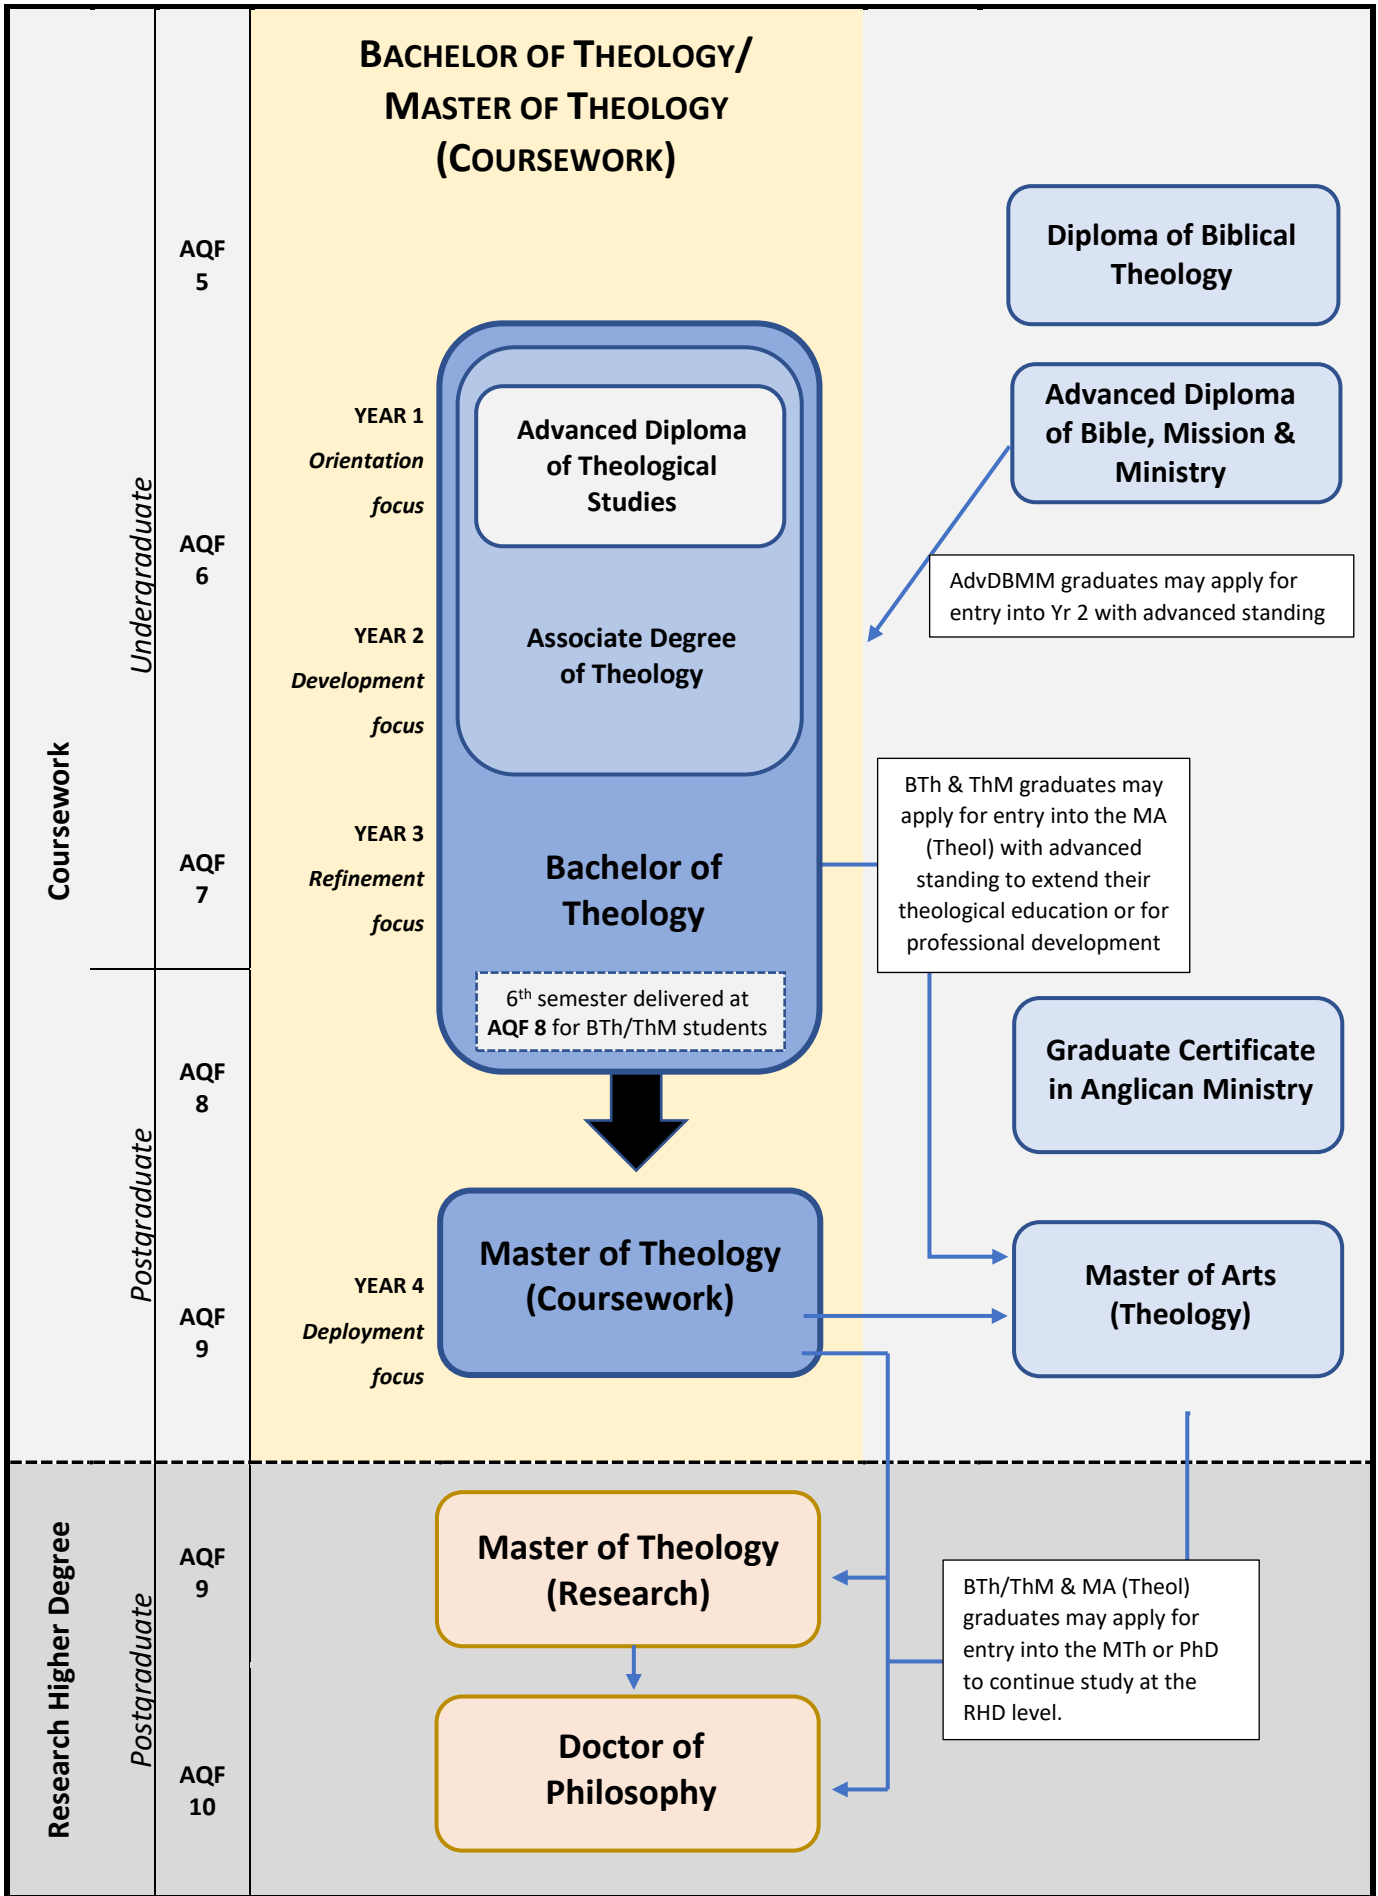 BACHELOR OF THEOLOGY/
MASTER OF THEOLOGY
(COURSEWORK)
Coursework
Undergraduate
AQF
5
AQF
6
AQF
7
Postgraduate
AQF
8
AQF
9
Diploma of Biblical
Theology
Advanced Diploma
of Bible, Mission &
Ministry
AdvDBMM graduates may apply for
entry into Yr 2 with advanced standing
YEAR 1
Orientation
focus
Advanced Diploma
of Theological
Studies
YEAR 2
Development
focus
Associate Degree
of Theology
YEAR 3
Refinement
focus
Bachelor of
Theology
6th semester delivered at
AQF 8 for BTh/ThM students
BTh & ThM graduates may
apply for entry into the MA
(Theol) with advanced
standing to extend their
theological education or for
professional development
Graduate Certificate
in Anglican Ministry
YEAR 4
Deployment
focus
Master of Theology
(Coursework)
Master of Arts
(Theology)
Research Higher Degree
Postgraduate
AQF
9
AQF
10
Master of Theology
(Research)
Doctor of
Philosophy
BTh/ThM & MA (Theol)
graduates may apply for
entry into the MTh or PhD
to continue study at the
RHD level.